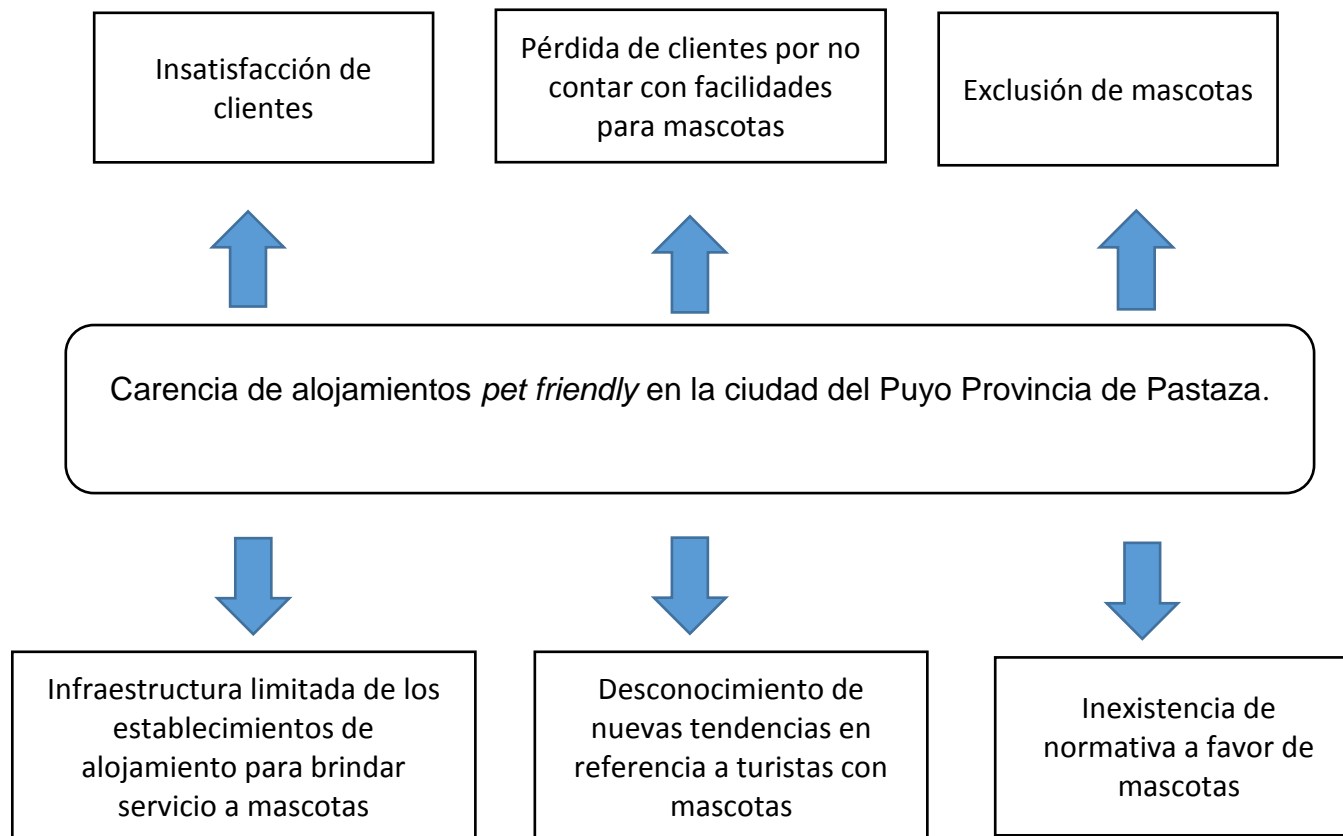 Insatisfacción de
clientes
Pérdida de clientes por no
contar con facilidades
para mascotas
Exclusión de mascotas
Carencia de alojamientos pet friendly en la ciudad del Puyo Provincia de Pastaza.
Infraestructura limitada de los
establecimientos de
alojamiento para brindar
servicio a mascotas
Desconocimiento de
nuevas tendencias en
referencia a turistas con
mascotas
Inexistencia de
normativa a favor de
mascotas